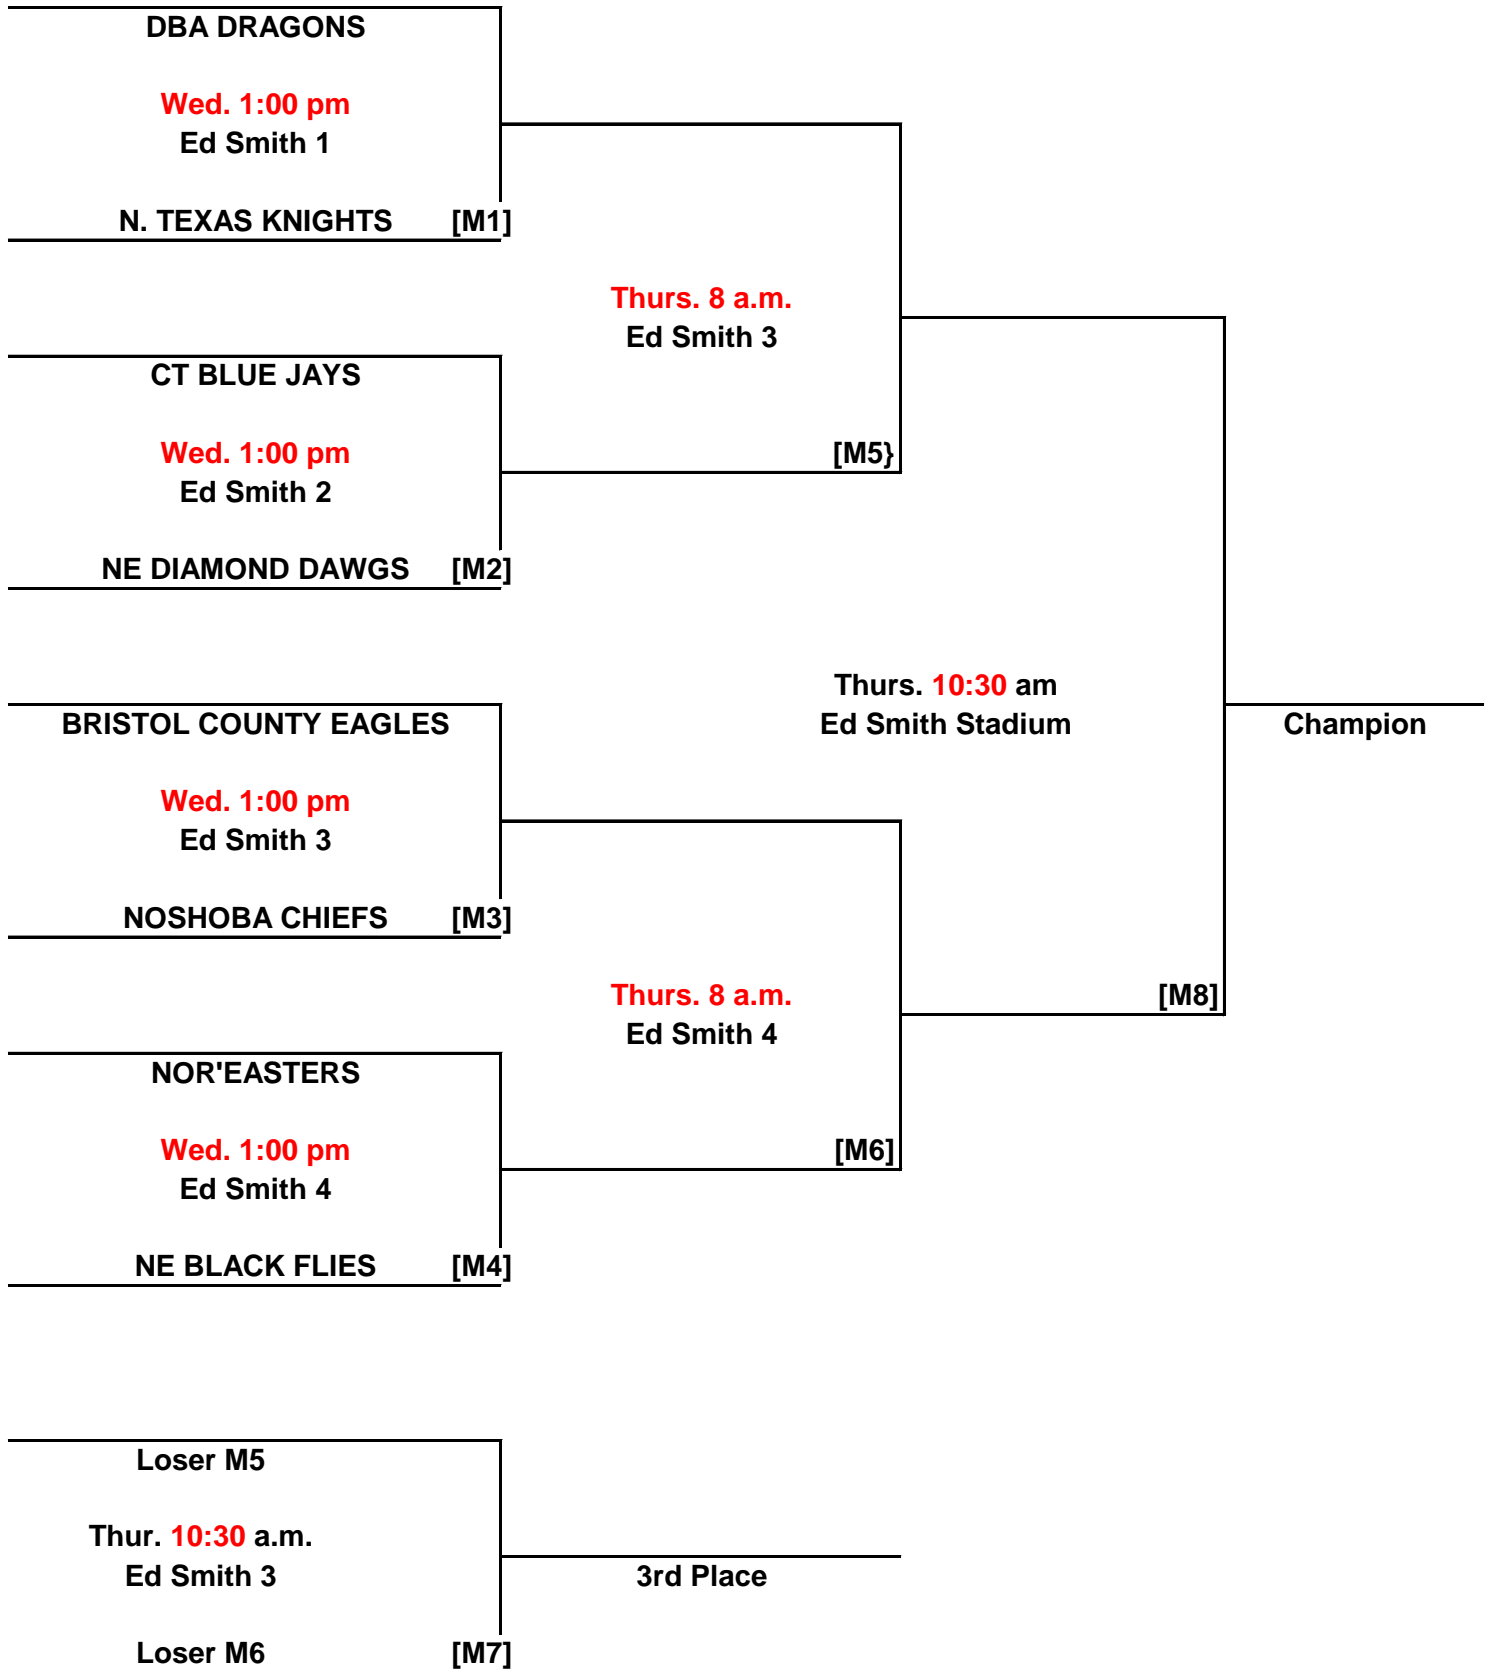 DBA DRAGONS
Wed. 1:00 pm
Ed Smith 1
N. TEXAS KNIGHTS [M1]
Thurs. 8 a.m.
Ed Smith 3
CT BLUE JAYS
Wed. 1:00 pm
[M5}
Ed Smith 2
NE DIAMOND DAWGS [M2]
Thurs. 10:30 am
Ed Smith Stadium
Champion
BRISTOL COUNTY EAGLES
Wed. 1:00 pm
Ed Smith 3
NOSHOBA CHIEFS [M3]
Thurs. 8 a.m.
[M8]
Ed Smith 4
NOR'EASTERS
Wed. 1:00 pm
[M6]
Ed Smith 4
NE BLACK FLIES [M4]
Loser M5
Thur. 10:30 a.m.
Ed Smith 3
3rd Place
Loser M6 [M7]